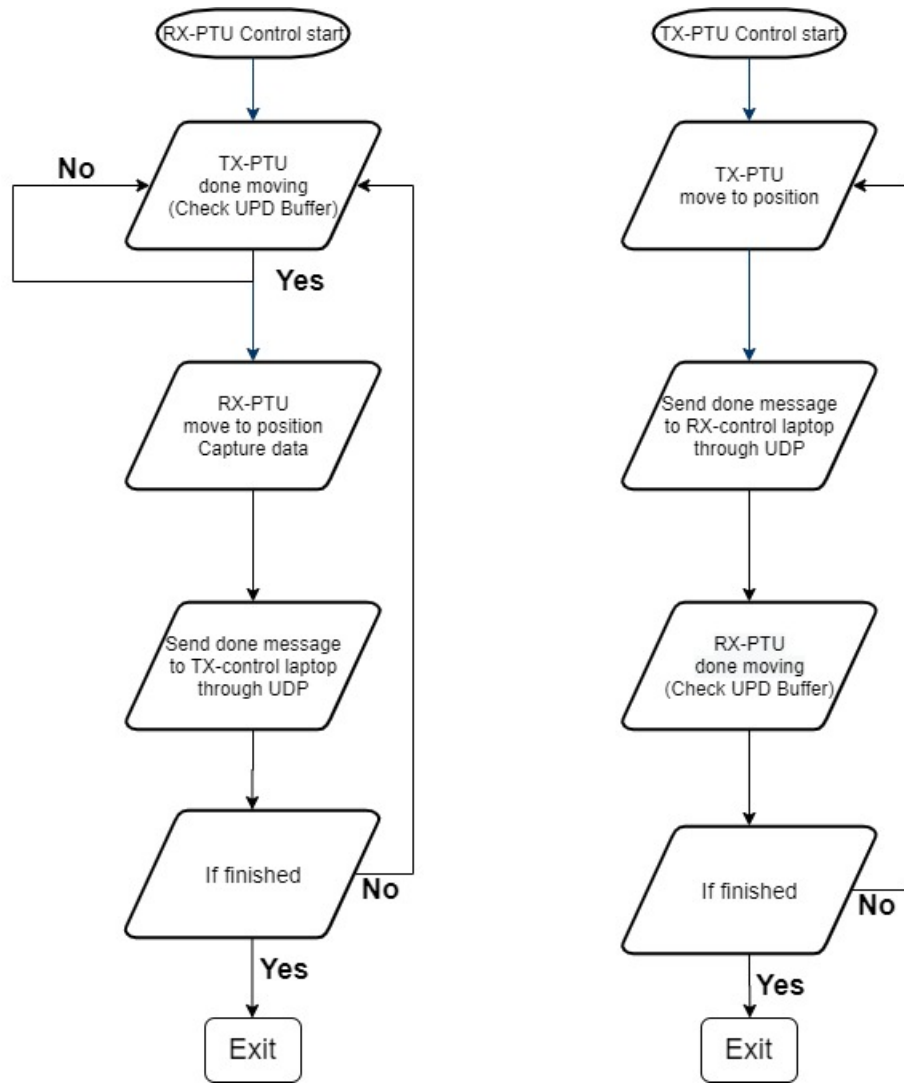 RX-PTU Control start
TX-PTU
done moving
(Check UPD Buffer)
No
Yes
RX-PTU
move to position
Capture data
Send done message
to TX-control laptop
through UDP
If finished
No
Yes
Exit
TX-PTU Control start
TX-PTU
move to position
Send done message
to RX-control laptop
through UDP
RX-PTU
done moving
(Check UPD Buffer)
If finished
No
Yes
Exit